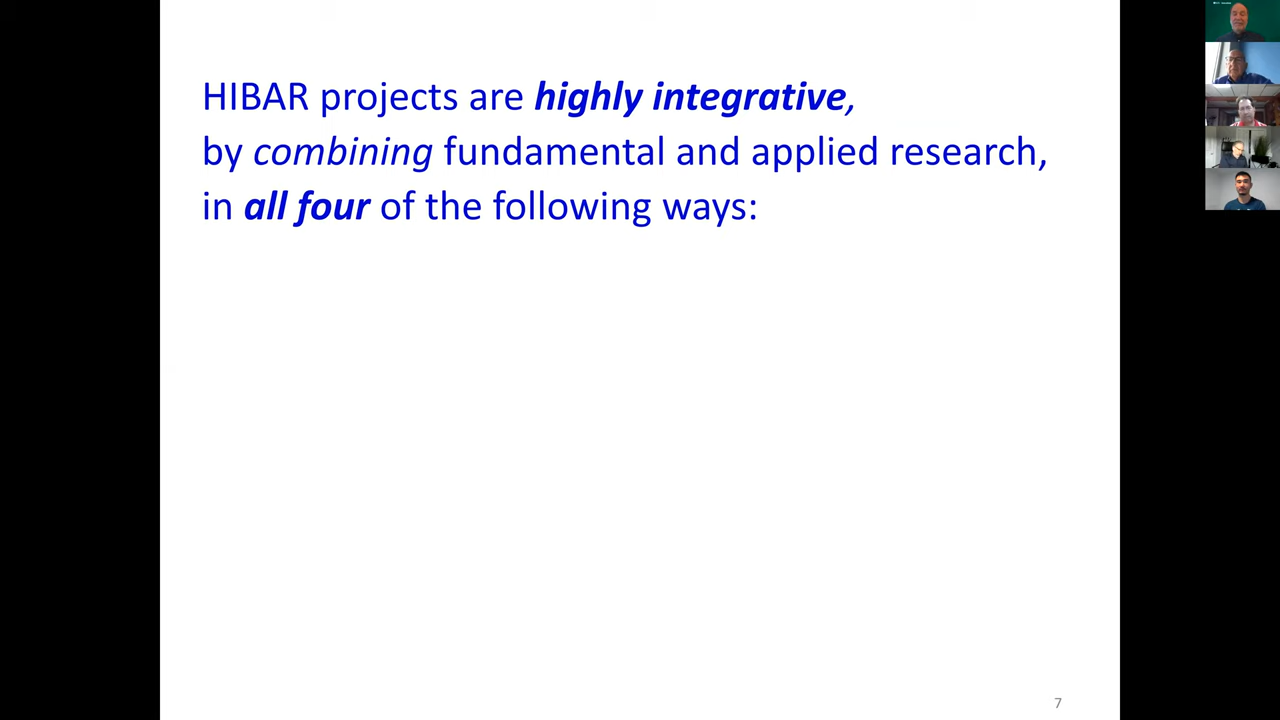 HIBAR projects are highly integrative,
by combining fundamental and applied research,
in all four of the following ways:
7